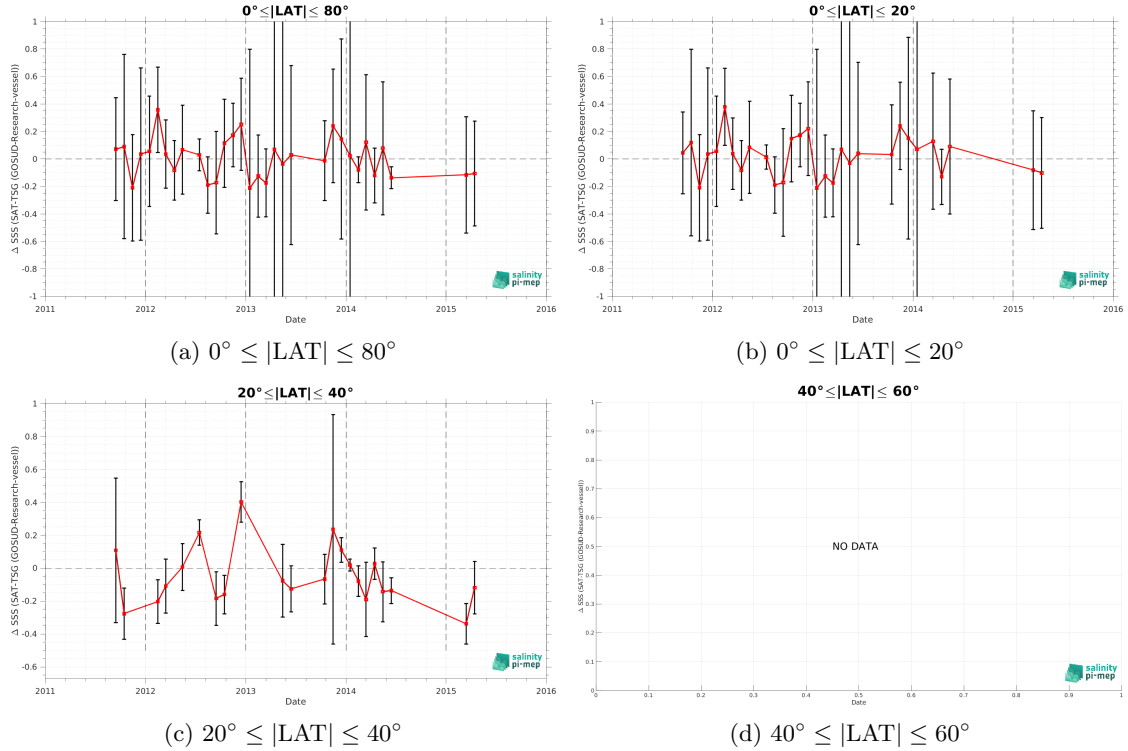 0°≤|LAT|≤ 80°
Δ SSS (SAT-TSG (GOSUD-Research-vessel))
1
0.8
0.6
0.4
0.2
0
-0.2
-0.4
-0.6
-0.8
-1
2011 2012 2013 2014 2015 2016
Date
salinity
pi-mep
(a) 0° ≤ |LAT| ≤ 80°
0°≤|LAT|≤ 20°
Δ SSS (SAT-TSG (GOSUD-Research-vessel))
1
0.8
0.6
0.4
0.2
0
-0.2
-0.4
-0.6
-0.8
-1
2011 2012 2013 2014 2015 2016
Date
salinity
pi-mep
(b) 0° ≤ |LAT| ≤ 20°
20°≤|LAT|≤ 40°
Δ SSS (SAT-TSG (GOSUD-Research-vessel))
1
0.8
0.6
0.4
0.2
0
-0.2
-0.4
-0.6
2011 2012 2013 2014 2015 2016
Date
salinity
pi-mep
(c) 20° ≤ |LAT| ≤ 40°
40°≤|LAT|≤ 60°
Δ SSS (SAT-TSG (GOSUD-Research-vessel))
1
0.9
0.8
0.7
0.6
0.5
0.4
0.3
0.2
0.1
0
NO DATA
0 0.1 0.2 0.3 0.4 0.5 0.6 0.7 0.8 0.9 1
Date
salinity
pi-mep
(d) 40° ≤ |LAT| ≤ 60°